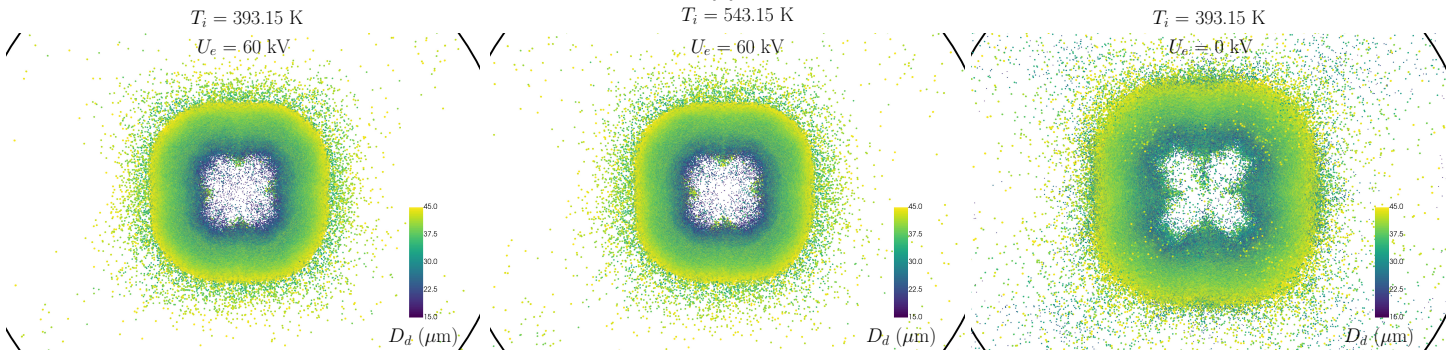 T_i = 393.15 K
U_e = 60 kV
45.0
37.5
30.0
22.5
15.0
D_d (μm)
T_i = 543.15 K
U_e = 60 kV
45.0
37.5
30.0
22.5
15.0
D_d (μm)
T_i = 393.15 K
U_e = 0 kV
45.0
37.5
30.0
22.5
15.0
D_d (μm)